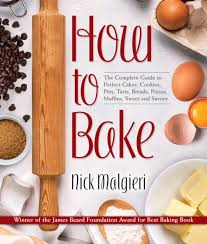 How
to
Bake
The Complete Guide to
Perfect Cakes, Cookies,
Pies, Tarts, Breads, Pizzas,
Muffins, Sweet and Savory
Nick Malgieri
Winner of the James Beard Foundation Award for Best Baking Book